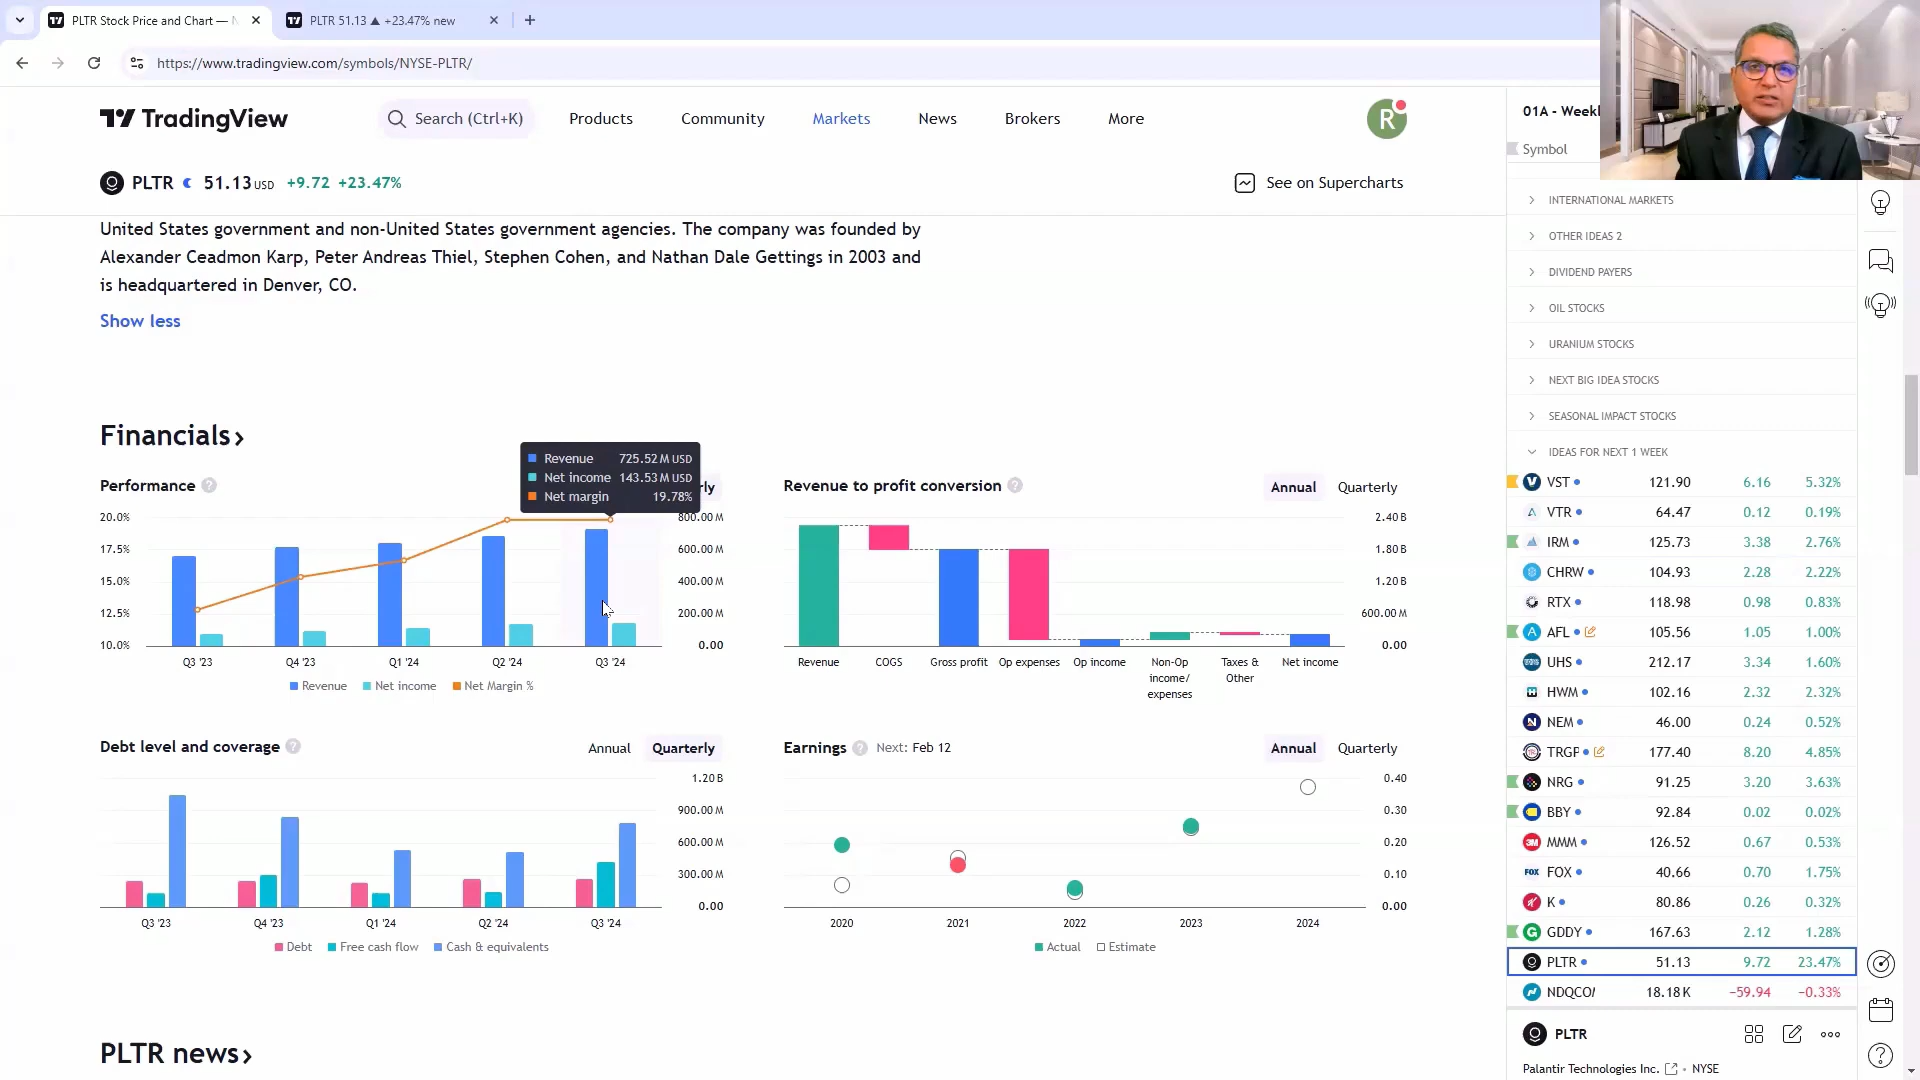 PLTR Stock Price and Chart —
PLTR 51.13 ▲ +23.47% new
https://www.tradingview.com/symbols/NYSE-PLTR/
TradingView
Search (Ctrl+K)
Products
Community
Markets
News
Brokers
More
R
PLTR 51.13 USD +9.72 +23.47%
See on Supercharts
United States government and non-United States government agencies. The company was founded by
Alexander Ceadmon Karp, Peter Andreas Thiel, Stephen Cohen, and Nathan Dale Gettings in 2003 and
is headquartered in Denver, CO.
Show less
Financials
Performance
Revenue 725.52 M USD
Net income 143.53 M USD
Net margin 19.78%
20.0%
17.5%
15.0%
12.5%
10.0%
800.00 M
600.00 M
400.00 M
200.00 M
0.00
Q3 '23 Q4 '23 Q1 '24 Q2 '24 Q3 '24
Revenue Net income Net Margin %
Revenue to profit conversion
Annual Quarterly
2.40 B
1.80 B
1.20 B
600.00 M
0.00
Revenue COGS Gross profit Op expenses Op income Non-Op income/ expenses Taxes & Other Net income
Debt level and coverage
Annual Quarterly
1.20 B
900.00 M
600.00 M
300.00 M
0.00
Q3 '23 Q4 '23 Q1 '24 Q2 '24 Q3 '24
Debt Free cash flow Cash & equivalents
Earnings Next: Feb 12
Annual Quarterly
0.40
0.30
0.20
0.10
0.00
2020 2021 2022 2023 2024
Actual Estimate
PLTR news
Symbol
INTERNATIONAL MARKETS
OTHER IDEAS 2
DIVIDEND PAYERS
OIL STOCKS
URANIUM STOCKS
NEXT BIG IDEA STOCKS
SEASONAL IMPACT STOCKS
IDEAS FOR NEXT 1 WEEK
VST 121.90 6.16 5.32%
VTR 64.47 0.12 0.19%
IRM 125.73 3.38 2.76%
CHRW 104.93 2.28 2.22%
RTX 118.98 0.98 0.83%
AFL 105.56 1.05 1.00%
UHS 212.17 3.34 1.60%
HWM 102.16 2.32 2.32%
NEM 46.00 0.24 0.52%
TRGP 177.40 8.20 4.85%
NRG 91.25 3.20 3.63%
BBY 92.84 0.02 0.02%
MMM 126.52 0.67 0.53%
FOX 40.66 0.70 1.75%
K 80.86 0.26 0.32%
GDDY 167.63 2.12 1.28%
PLTR 51.13 9.72 23.47%
18.18 K −59.94 −0.33%
PLTR
Palantir Technologies Inc. • NYSE